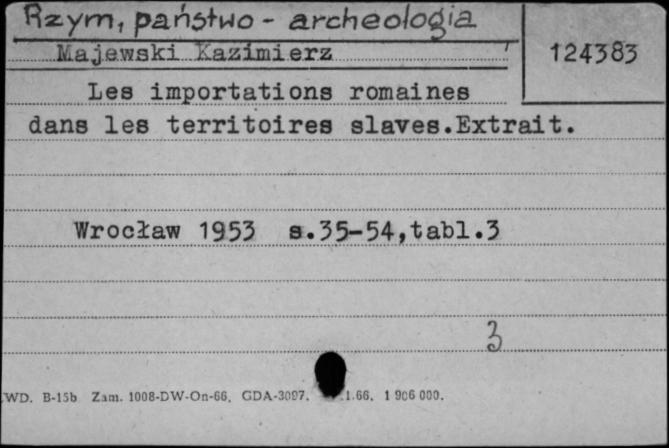 Rzym, państwo - archeologia
Majewski Kazimierz
124383
Les importations romaines
dans les territoires slaves.Extrait.
Wrocław 1953 s.35-54,tabl.3
3
WD. B-15b Zam. 1008-DW-On-66. GDA-3097. 1.66. 1 906 000.